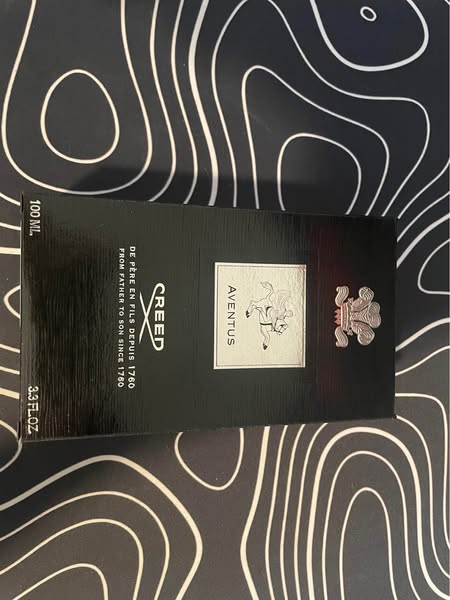 AVENTUS
CREED
DE PÈRE EN FILS DEPUIS 1760
FROM FATHER TO SON SINCE 1760
100 ML. 3.3 FL.OZ